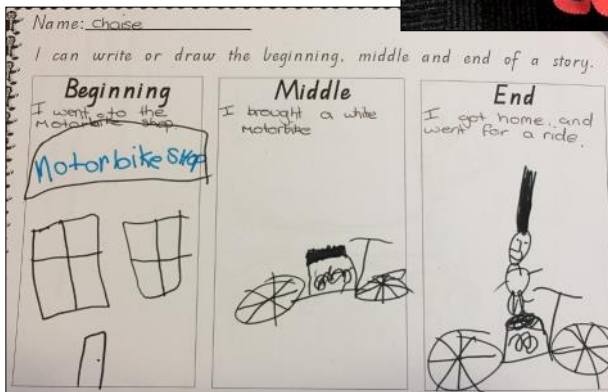 Name: Chaise
I can write or draw the beginning, middle and end of a story.
Beginning
I went to the
Motorbike shop.
Motorbike Shop
Middle
I brought a white
Motorbike
End
I got home, and
went for a ride.